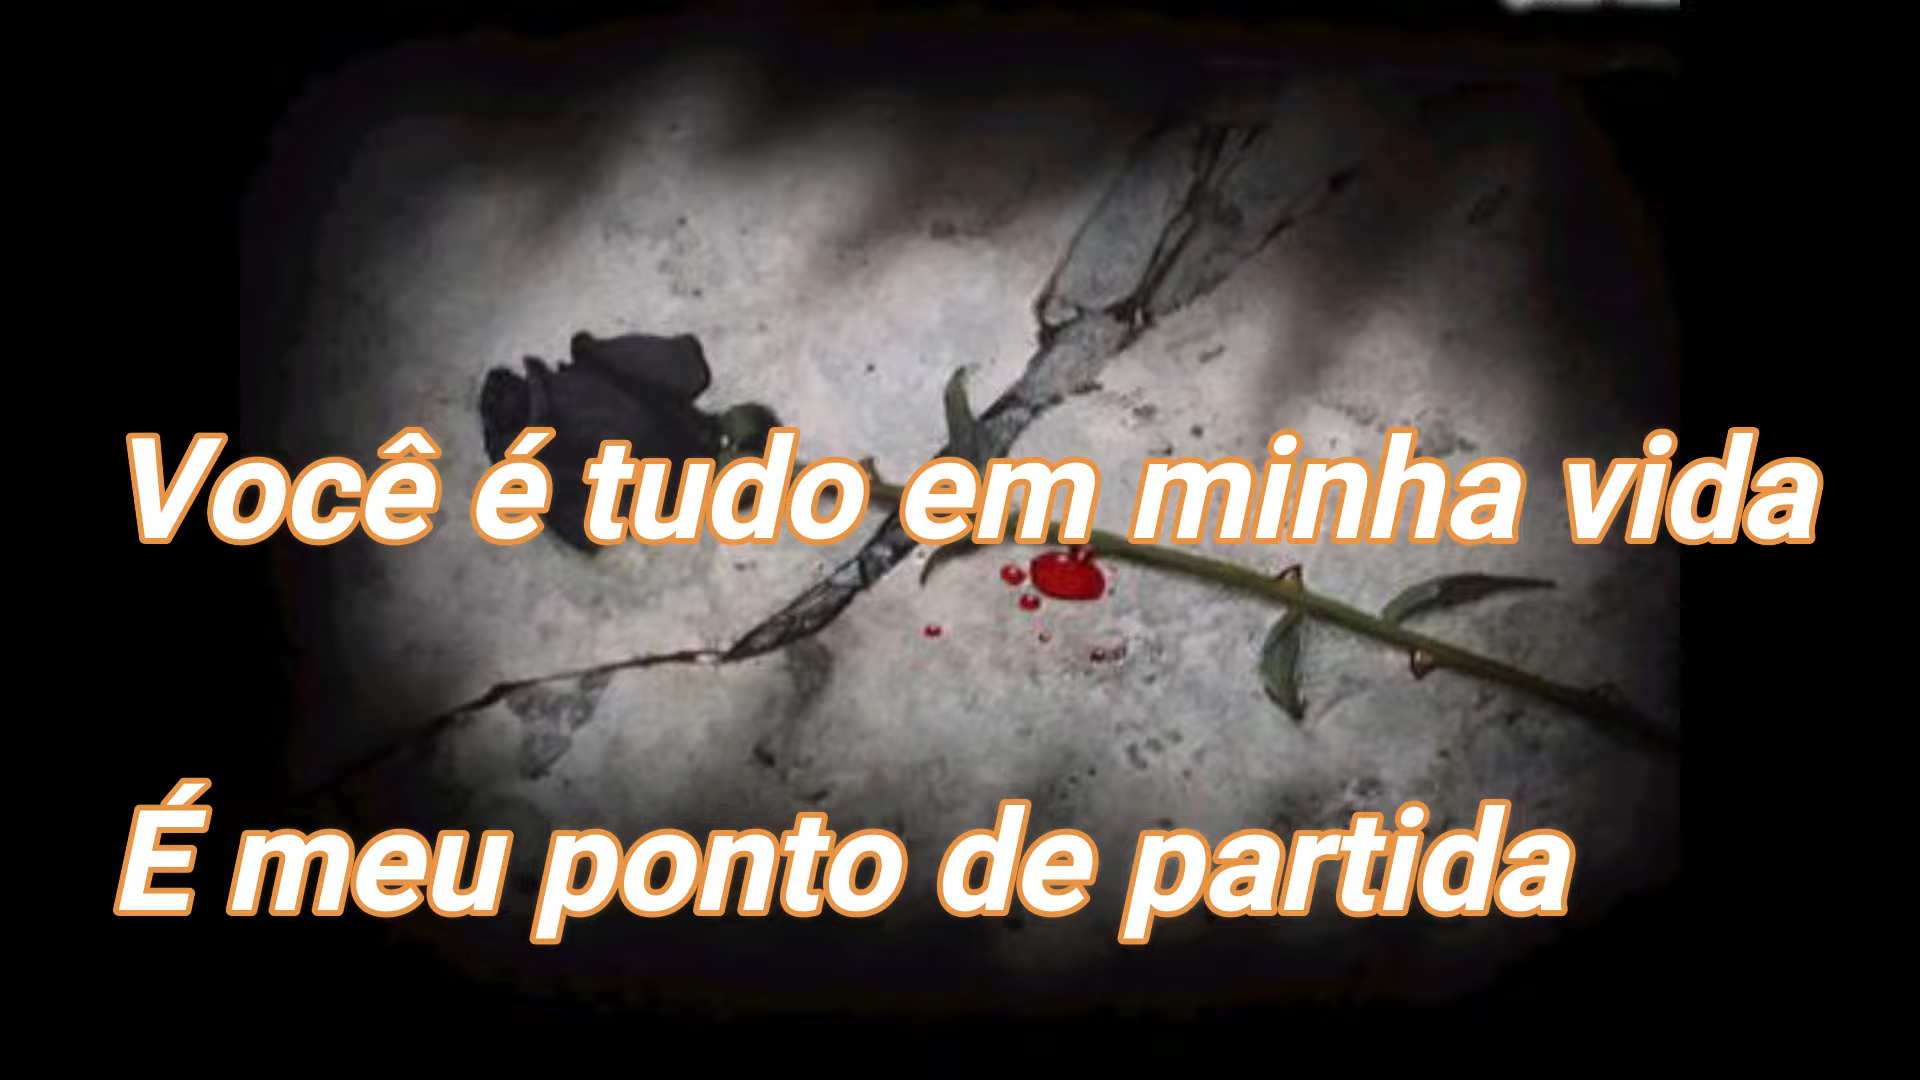 Você é tudo em minha vida
É meu ponto de partida